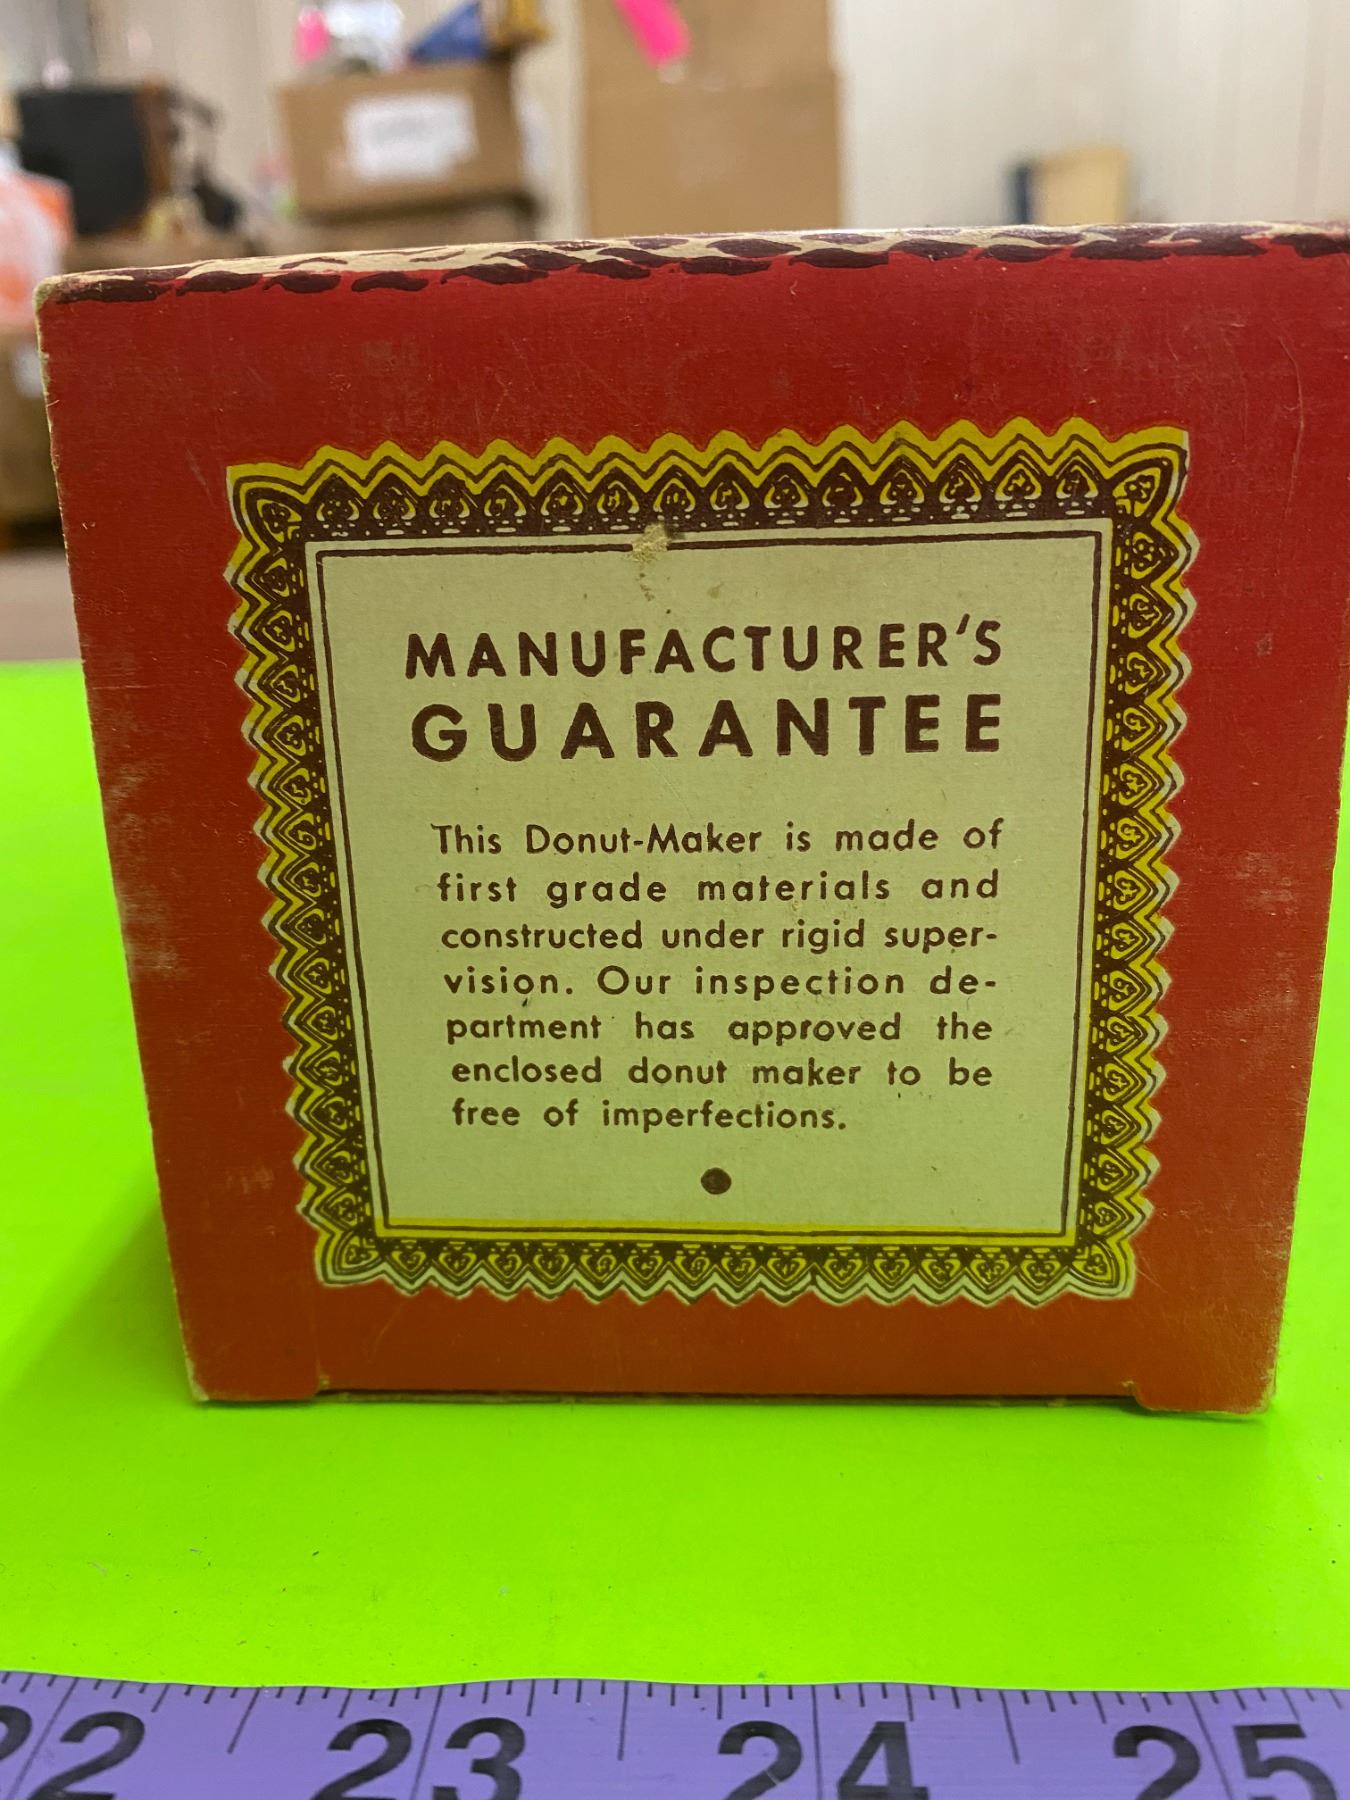 MANUFACTURER'S
GUARANTEE
This Donut-Maker is made of
first grade materials and
constructed under rigid super-
vision. Our inspection de-
partment has approved the
enclosed donut maker to be
free of imperfections.
22 23 24 25